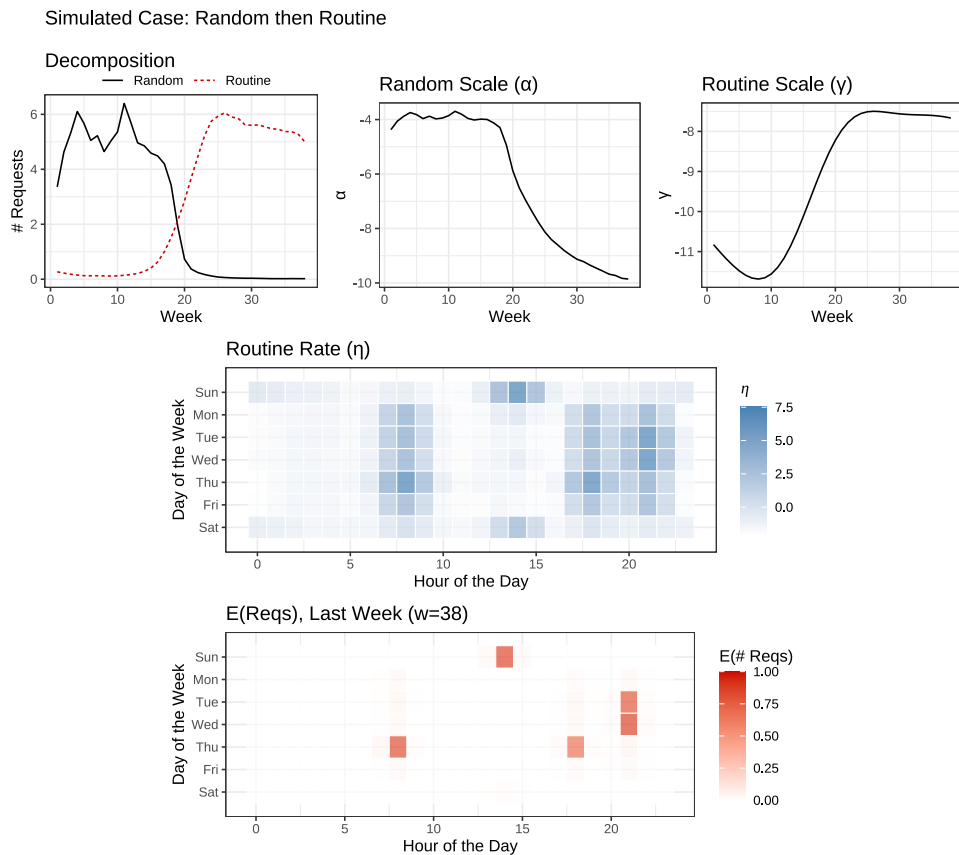 Simulated Case: Random then Routine
Decomposition
Random Routine
# Requests
6
4
2
0
0 10 20 30
Week
Random Scale (α)
α
-4
-6
-8
-10
0 10 20 30
Week
Routine Scale (γ)
γ
-8
-9
-10
-11
0 10 20 30
Week
Routine Rate (η)
Day of the Week
Sun
Mon
Tue
Wed
Thu
Fri
Sat
0 5 10 15 20
Hour of the Day
η
7.5
5.0
2.5
0.0
E(Reqs), Last Week (w=38)
Day of the Week
Sun
Mon
Tue
Wed
Thu
Fri
Sat
0 5 10 15 20
Hour of the Day
E(# Reqs)
1.00
0.75
0.50
0.25
0.00